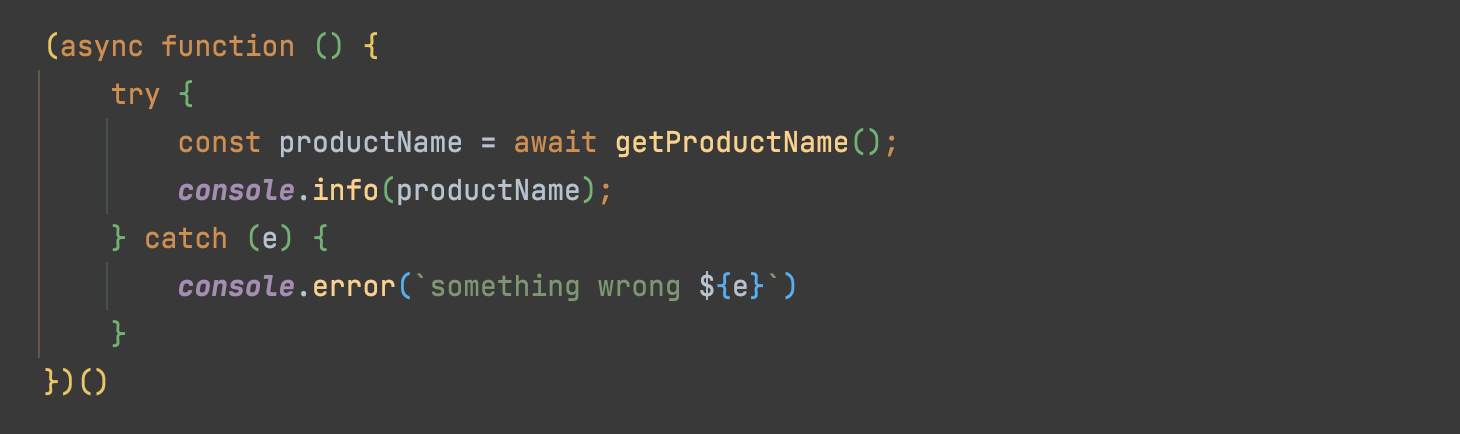 (async function () {
    try {
        const productName = await getProductName();
        console.info(productName);
    } catch (e) {
        console.error(`something wrong ${e}`)
    }
})()